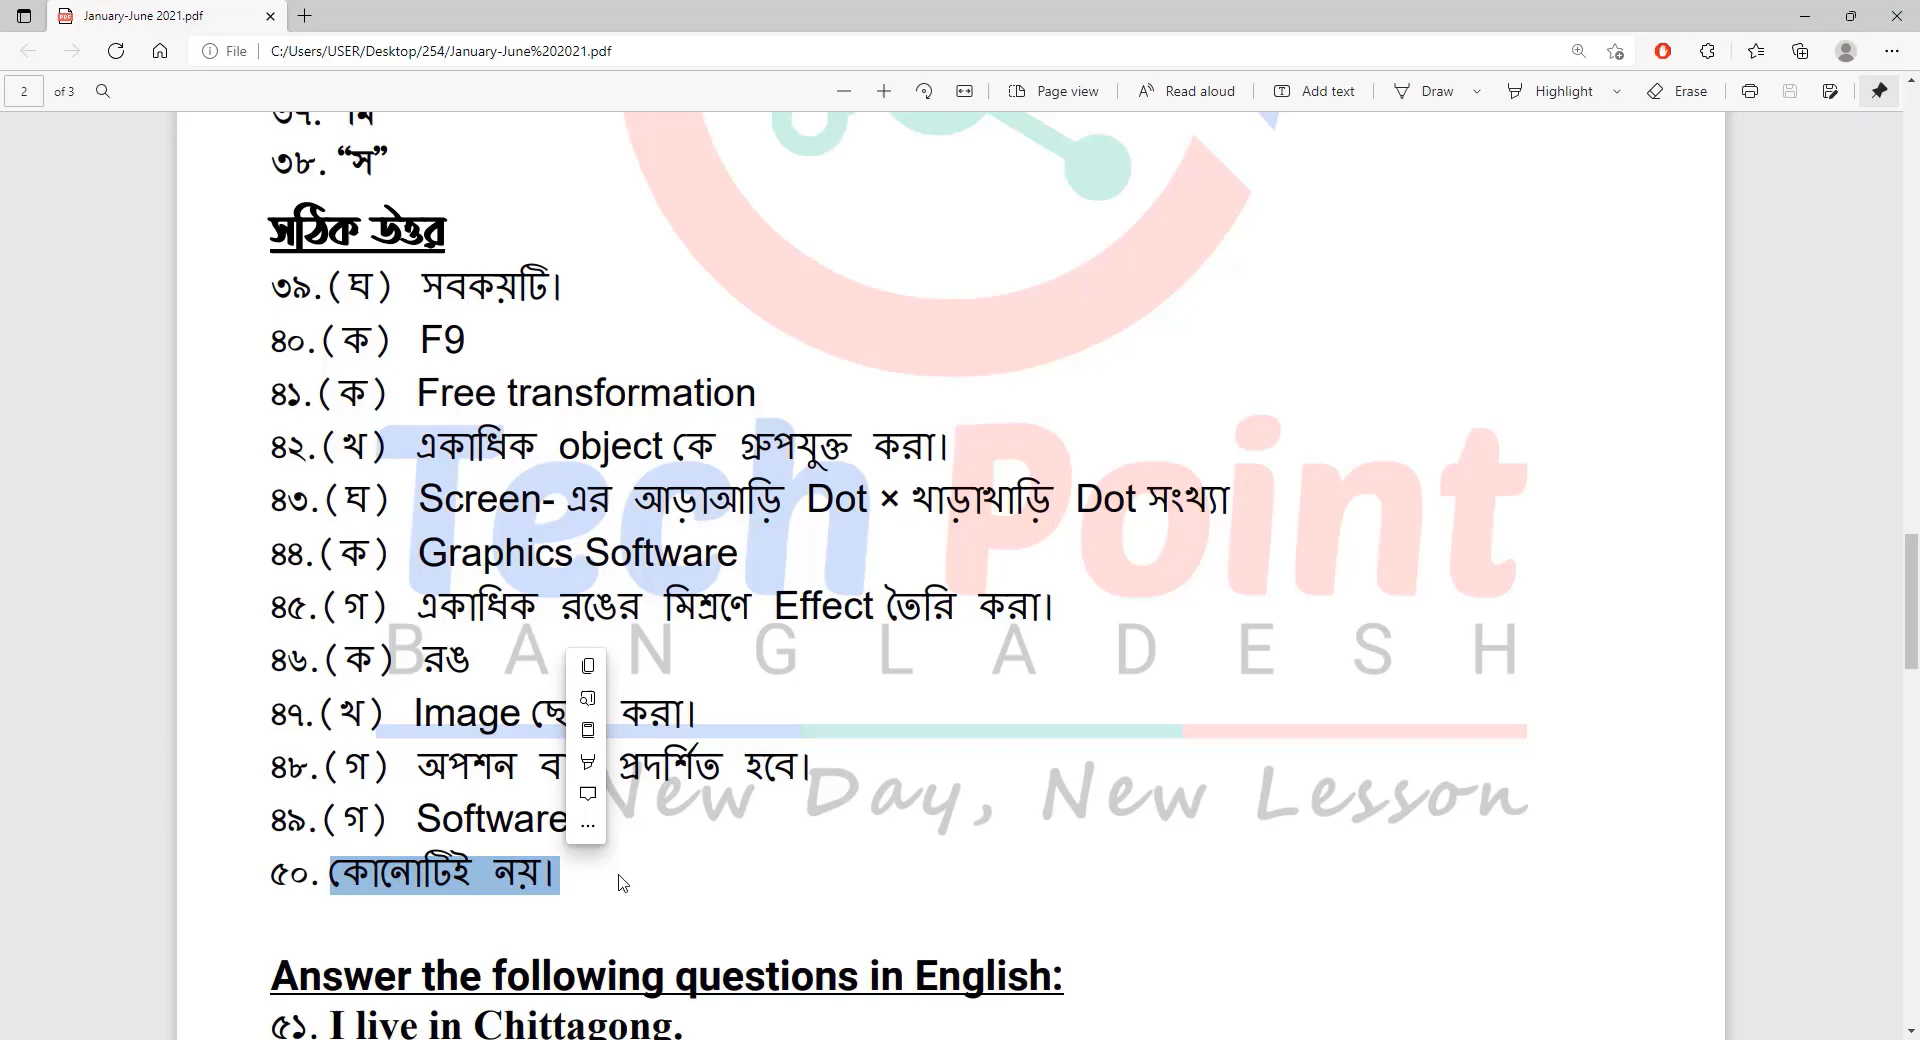 January-June 2021.pdf
File
C:/Users/USER/Desktop/254/January-June%202021.pdf
2 of 3
Page view
Read aloud
Add text
Draw
Highlight
Erase
৩৮. “স”
সঠিক উত্তর
৩৯.(ঘ) সবকয়টি।
৪০.(ক) F9
৪১.(ক) Free transformation
৪২.(খ) একাধিক object কে গ্রুপযুক্ত করা।
৪৩.(ঘ) Screen-এর আড়াআড়ি Dot × খাড়াখাড়ি Dot সংখ্যা
৪৪.(ক) Graphics Software
৪৫.(গ) একাধিক রঙের মিশ্রণে Effect তৈরি করা।
৪৬.(ক) রঙ
৪৭.(খ) Image করা।
৪৮.(গ) অপশন প্রদর্শিত হবে।
৪৯.(গ) Software
৫০. কোনোটিই নয়।
Tech Point
BANGLADESH
New Day, New Lesson
Answer the following questions in English:
৫১. I live in Chittagong.